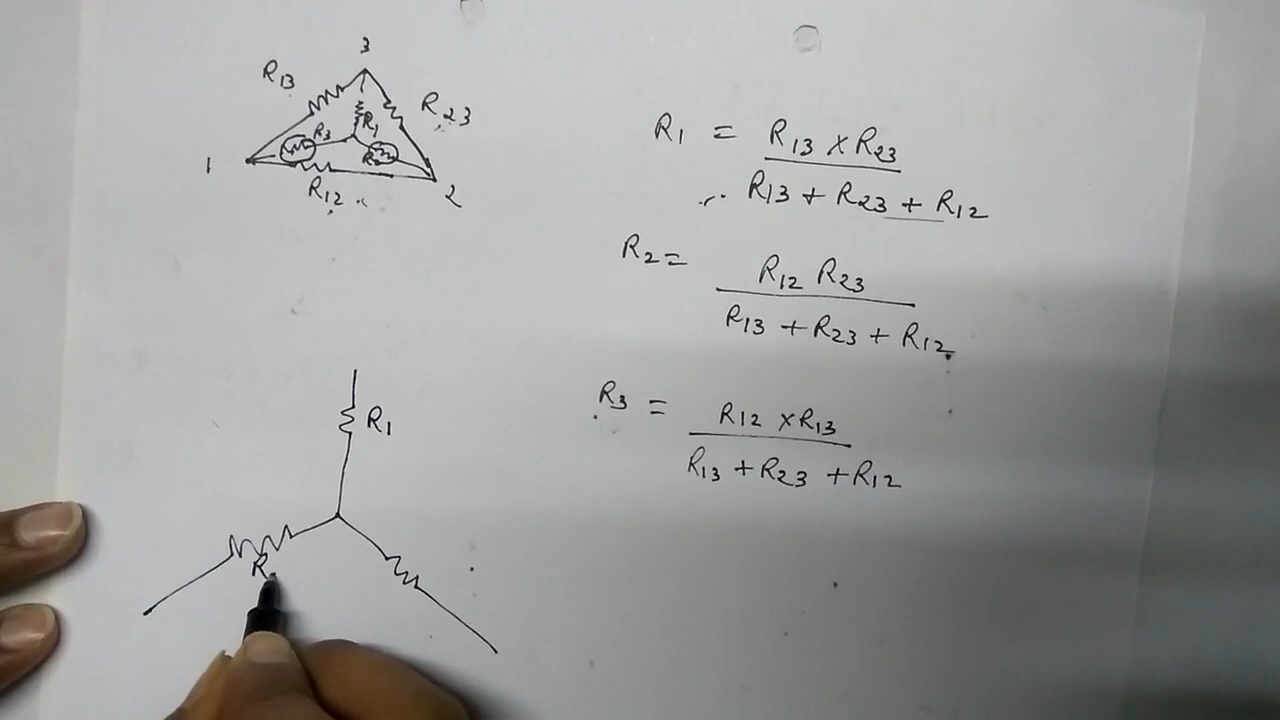 3
R13
R23
R1
R3
R
1
R12
2
R1 = R13 × R23
R13 + R23 + R12
R2 = R12 R23
R13 + R23 + R12
R3 = R12 × R13
R13 + R23 + R12
R1
R